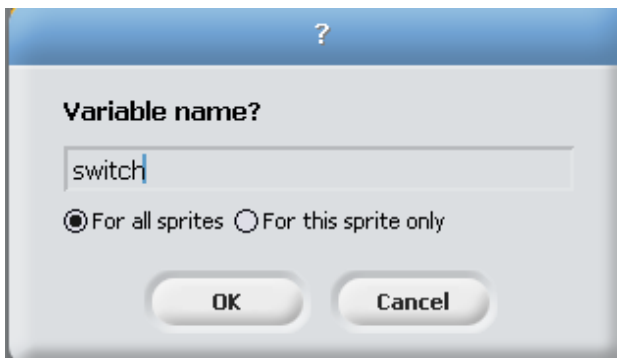 ?
Variable name?
switch
For all sprites For this sprite only
OK Cancel